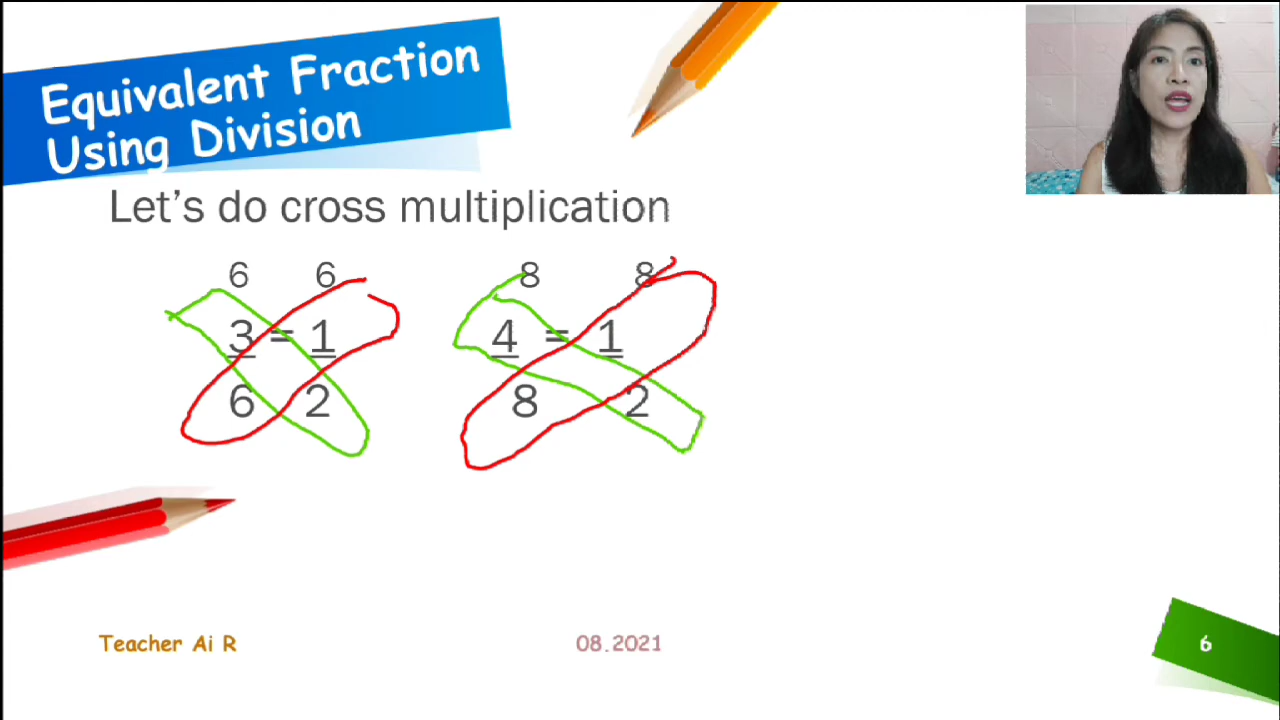 Equivalent Fraction
Using Division
Let's do cross multiplication
6 6 8 8
3 = 1 4 = 1
6 2 8 2
Teacher Ai R 08.2021 6